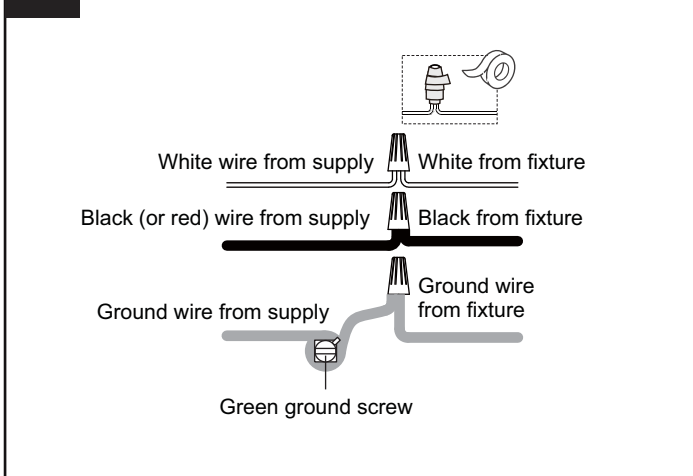 White wire from supply
White from fixture
Black (or red) wire from supply
Black from fixture
Ground wire
from fixture
Ground wire from supply
Green ground screw